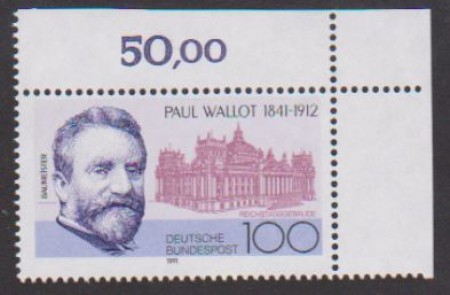 50,00
PAUL WALLOT 1841-1912
BAUMEISTER
REICHSTAGSGEBÄUDE
DEUTSCHE
BUNDESPOST 100
1991